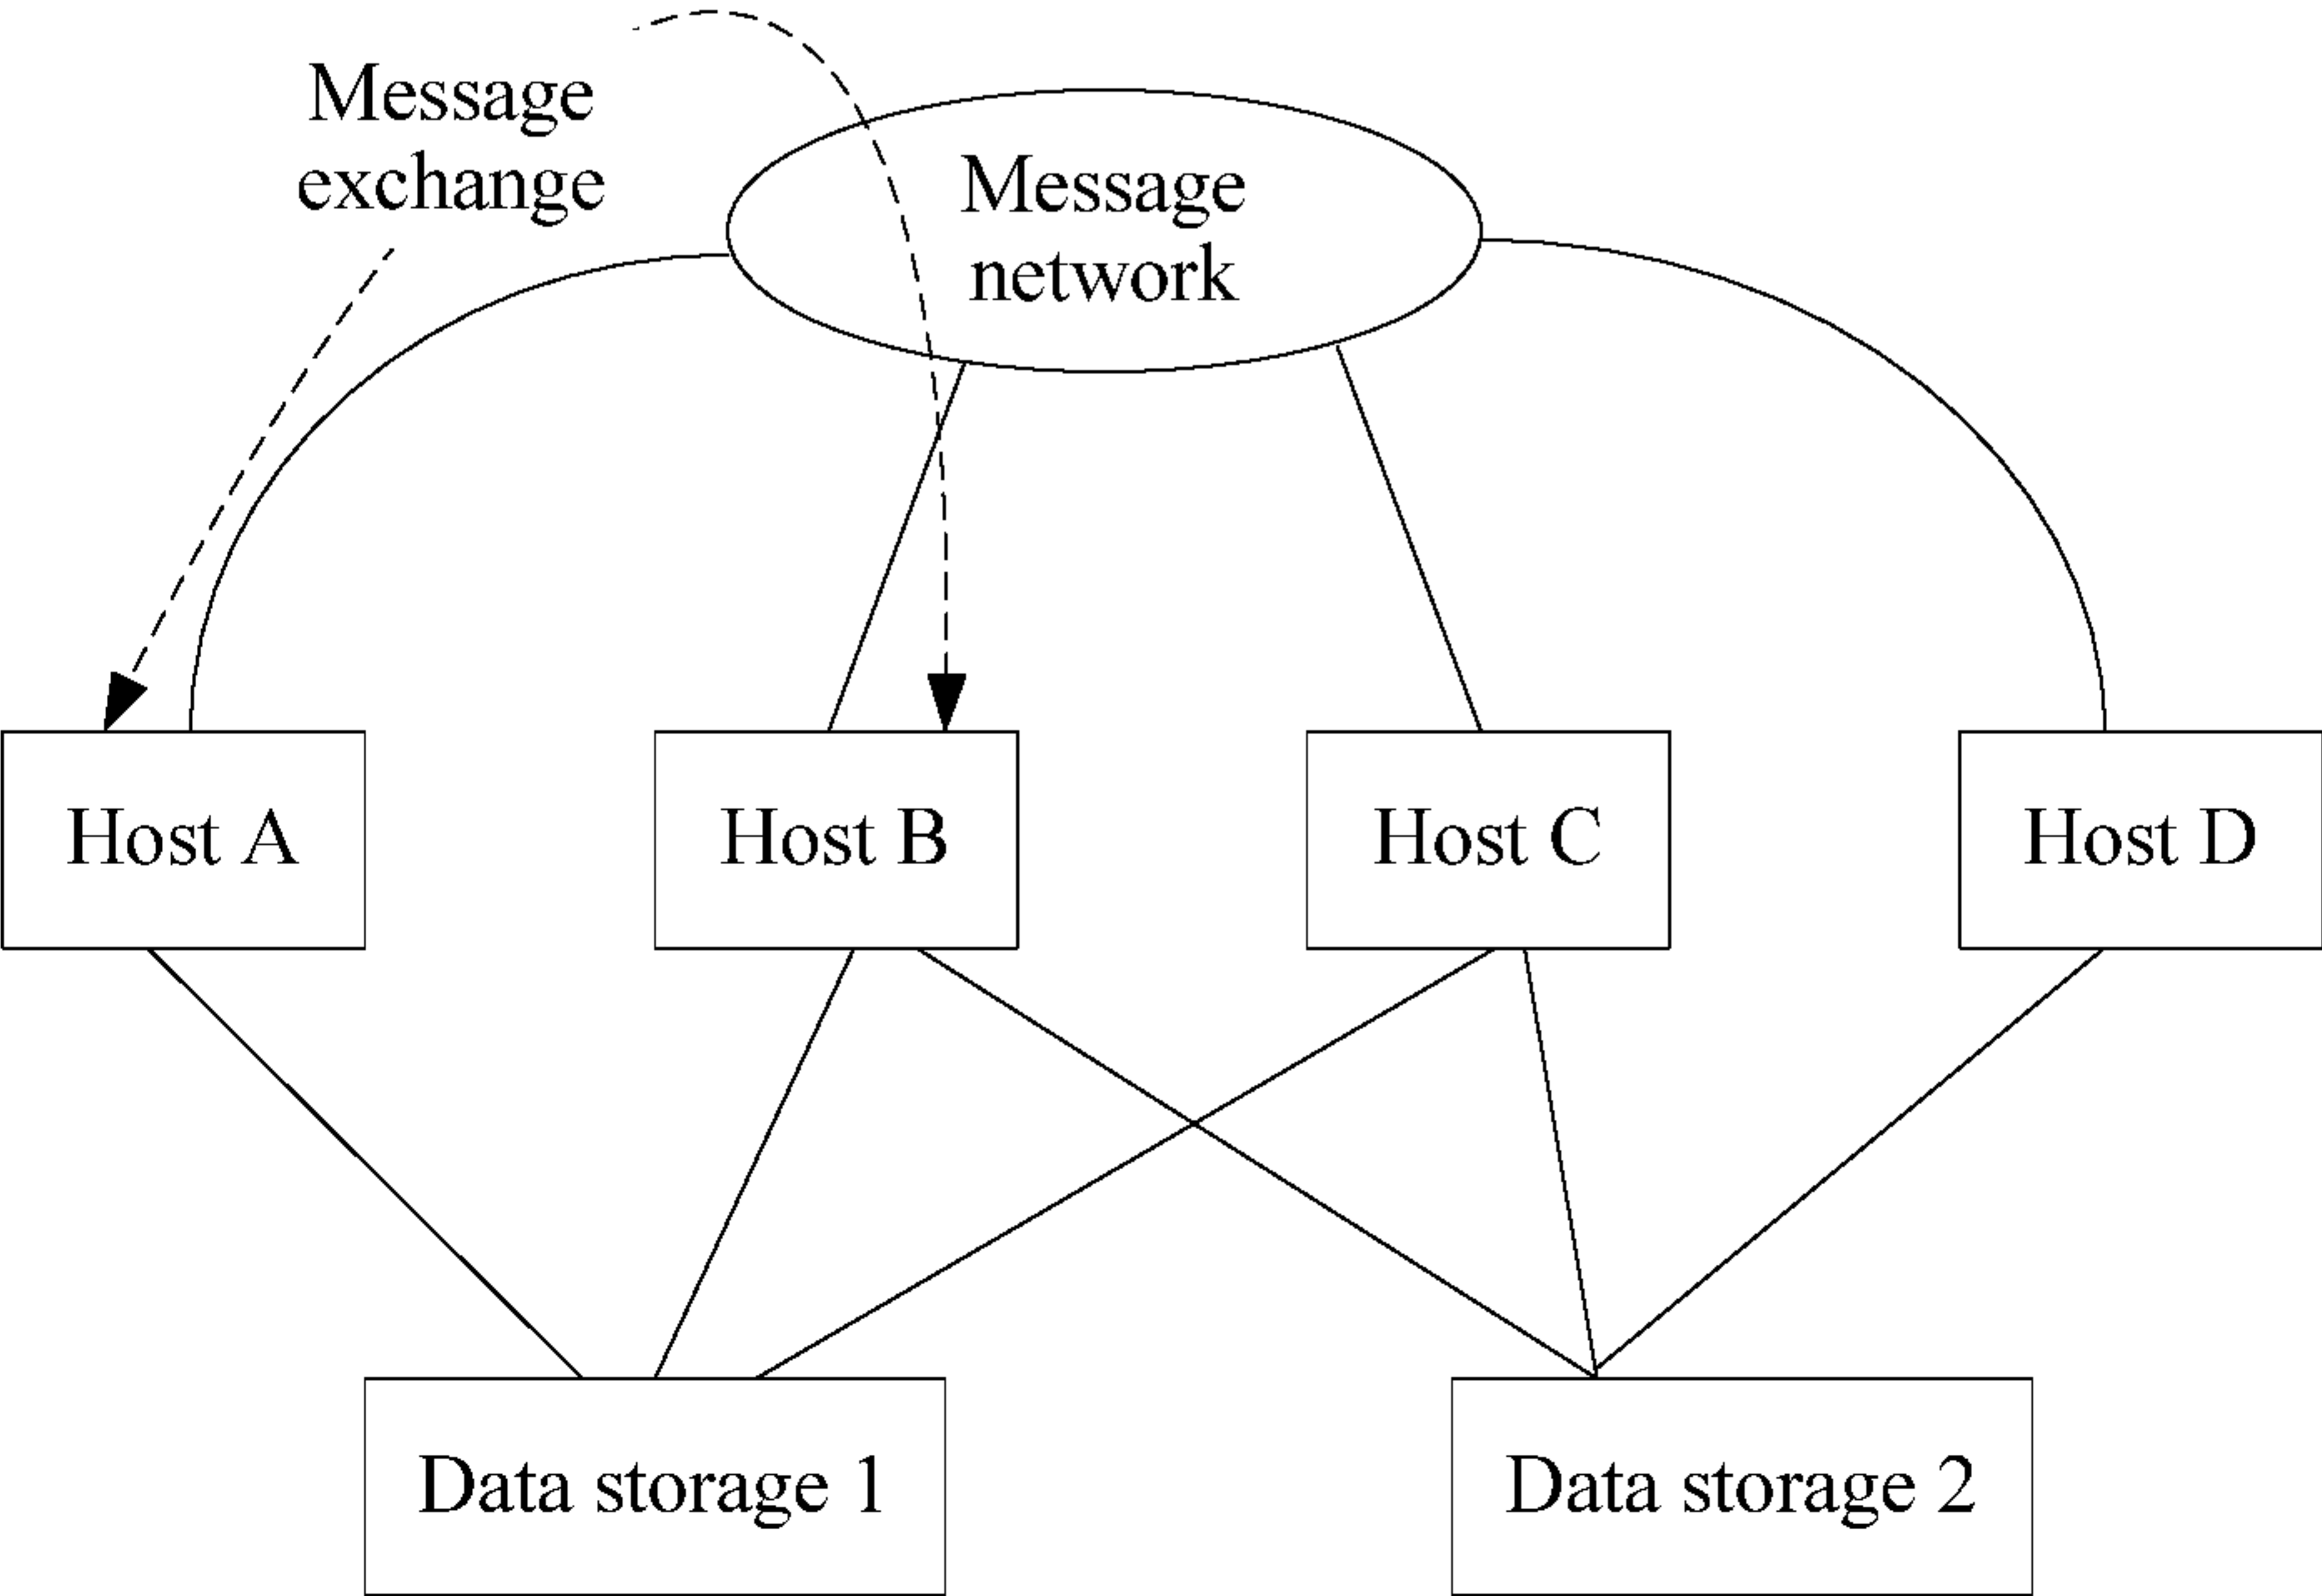 Message
exchange
Message
network
Host A
Host B
Host C
Host D
Data storage 1
Data storage 2